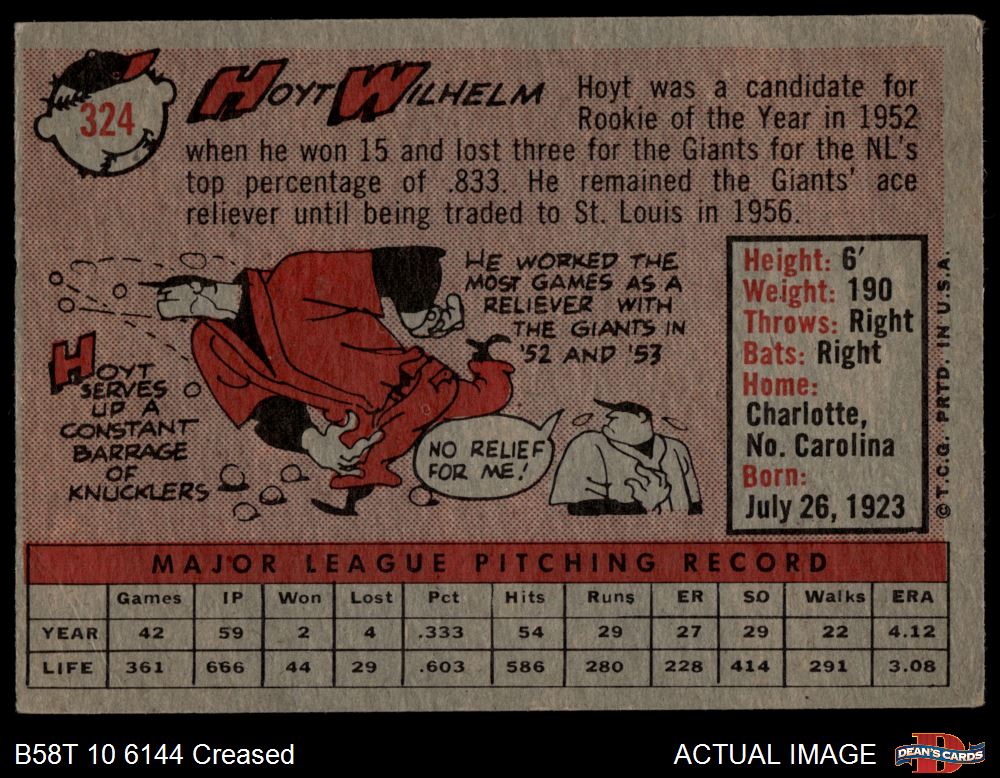 324
HOYT WILHELM
Hoyt was a candidate for
Rookie of the Year in 1952
when he won 15 and lost three for the Giants for the NL's
top percentage of .833. He remained the Giants' ace
reliever until being traded to St. Louis in 1956.
HE WORKED THE
MOST GAMES AS A
RELIEVER WITH
THE GIANTS IN
'52 AND '53
HOYT
SERVES
UP A
CONSTANT
BARRAGE
OF
KNUCKLERS
NO RELIEF
FOR ME!
Height: 6'
Weight: 190
Throws: Right
Bats: Right
Home:
Charlotte,
No. Carolina
Born:
July 26, 1923
© T.C.G. PRTD. IN U.S.A.
MAJOR LEAGUE PITCHING RECORD
Games IP Won Lost Pct Hits Runs ER SO Walks ERA
YEAR 42 59 2 4 .333 54 29 27 29 22 4.12
LIFE 361 666 44 29 .603 586 280 228 414 291 3.08
B58T 10 6144 Creased
ACTUAL IMAGE
DEAN'S CARDS